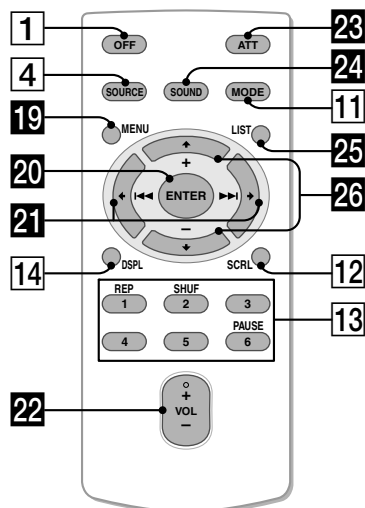 1 23
OFF ATT
4 24
SOURCE SOUND MODE
11
19 MENU LIST
25
+
20 ENTER 26
21
−
14 DSPL SCRL 12
REP SHUF
1 2 3
13
PAUSE
4 5 6
+
22 VOL
−